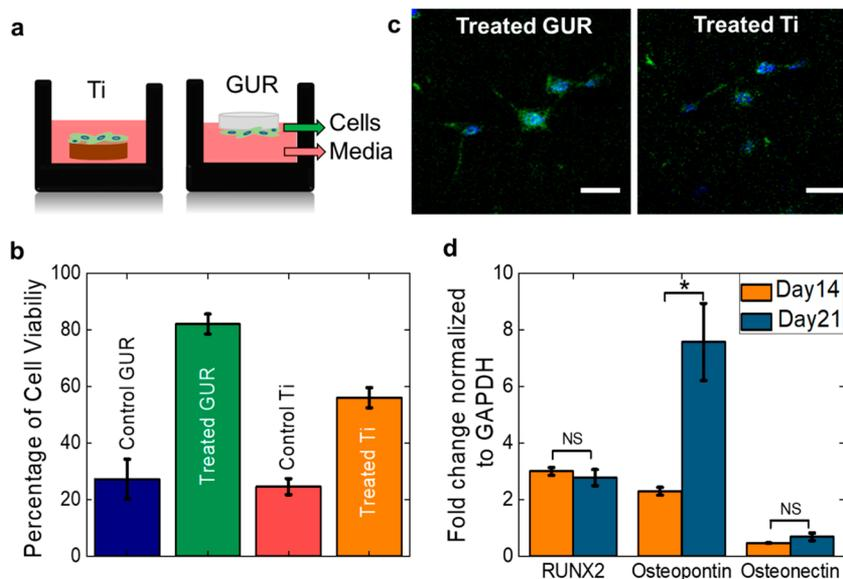 a
Ti
GUR
Cells
Media
c
Treated GUR
Treated Ti
b
Percentage of Cell Viabiliy
100
80
60
40
20
0
Control GUR
Treated GUR
Control Ti
Treated Ti
d
Fold change normalized
to GAPDH
10
8
6
4
2
0
NS
*
NS
Day14
Day21
RUNX2
Osteopontin
Osteonectin